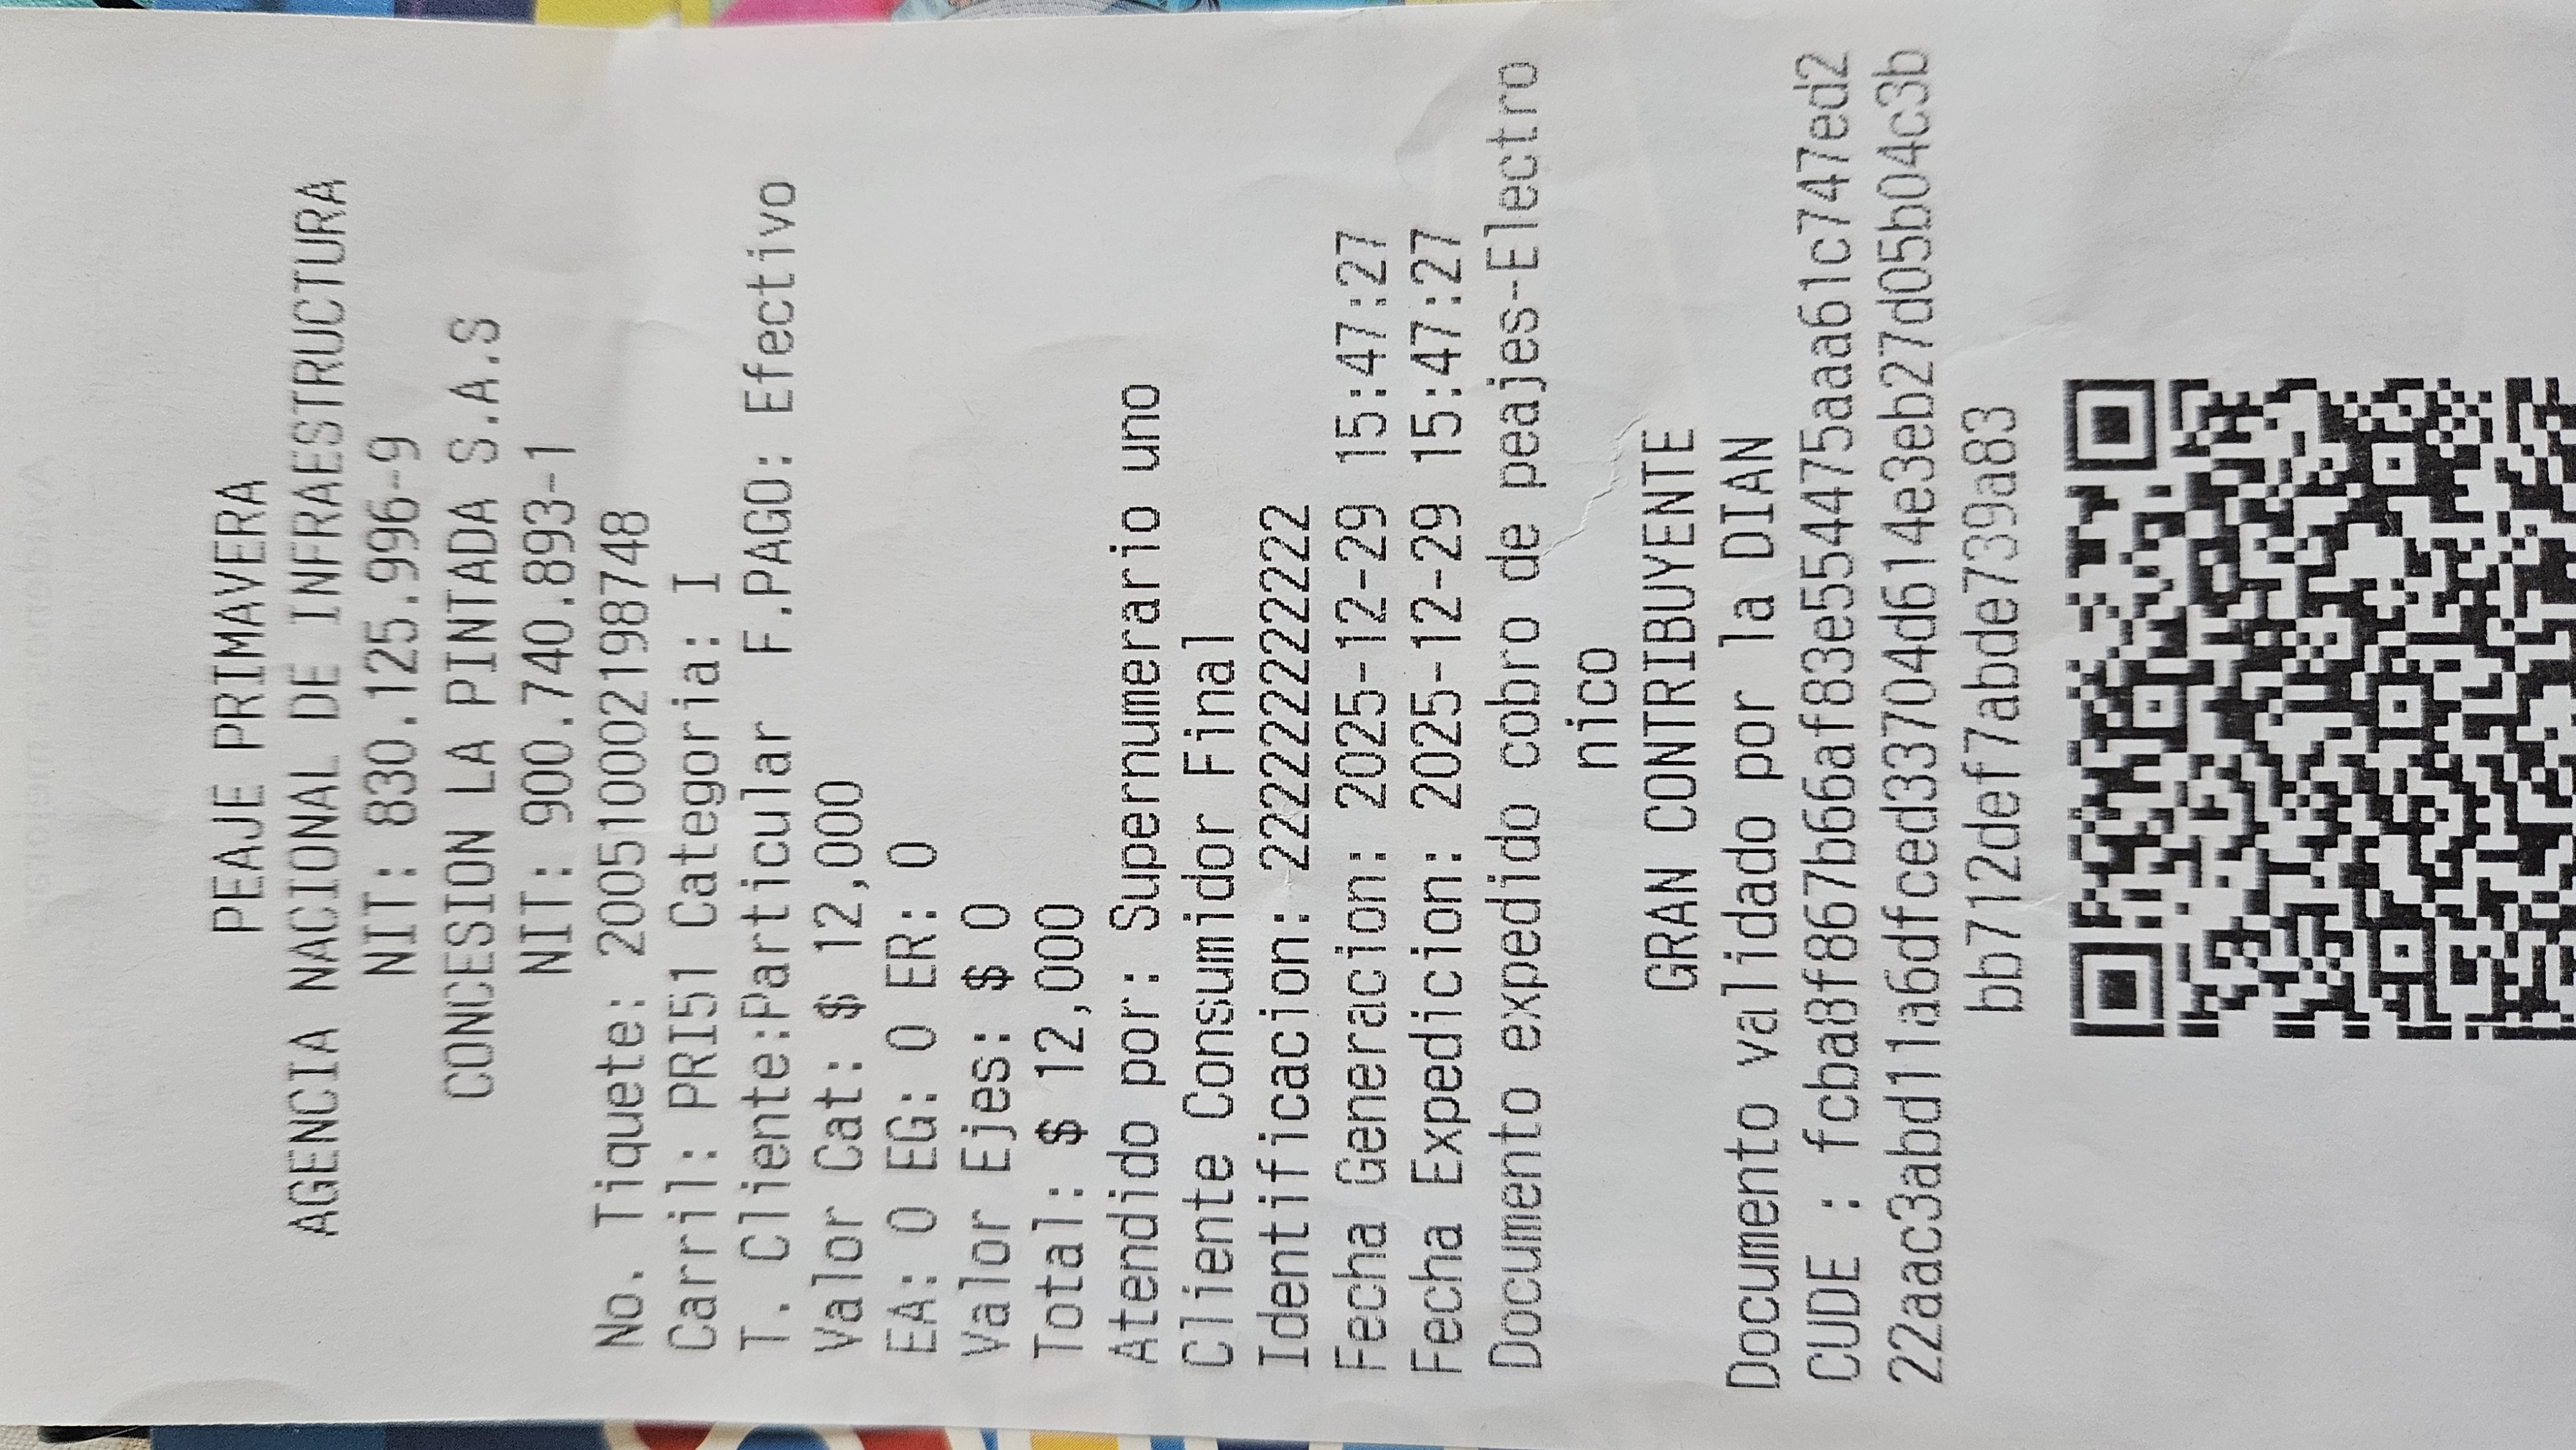 PEAJE PRIMAVERA
AGENCIA NACIONAL DE INFRAESTRUCTURA
NIT: 830.125.996-9
CONCESION LA PINTADA S.A.S
NIT: 900.740.893-1
No. Tiquete: 2005100021987​48
Carril: PRI51 Categoria: I
T. Cliente:Particular F.PAGO: Efectivo
Valor Cat: $ 12,000
EA: 0 EG: 0 ER: 0
Valor Ejes: $ 0
Total: $ 12,000
Atendido por: Supernumerario uno
Cliente Consumidor Final
Identificacion: 222222222222
Fecha Generacion: 2025-12-29 15:47:27
Fecha Expedicion: 2025-12-29 15:47:27
Documento expedido cobro de peajes-Electro
nico
GRAN CONTRIBUYENTE
Documento validado por la DIAN
CUDE : fcba8f867b66af83e554475aaa61c747ed2
22aac3abd11a6dfced33704d614e3eb27d05b04c3b
bb712def7abde739a83